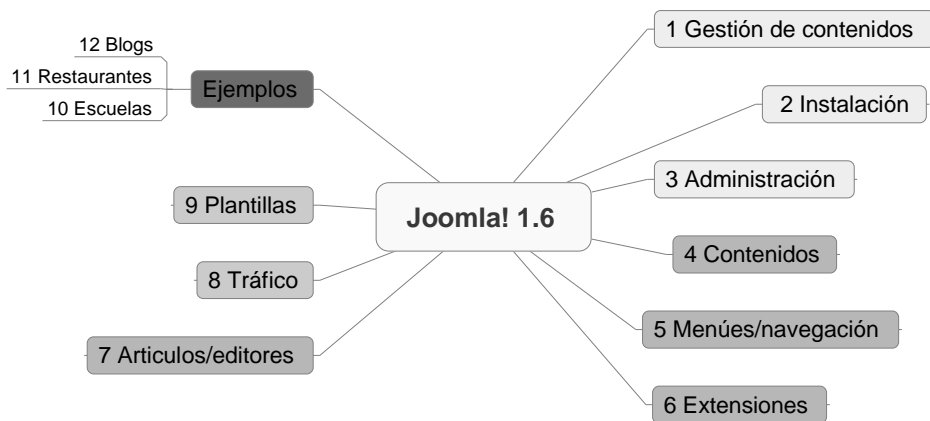 1 Gestión de contenidos
12 Blogs
11 Restaurantes
Ejemplos
10 Escuelas
2 Instalación
3 Administración
9 Plantillas
Joomla! 1.6
4 Contenidos
8 Tráfico
5 Menúes/navegación
7 Articulos/editores
6 Extensiones